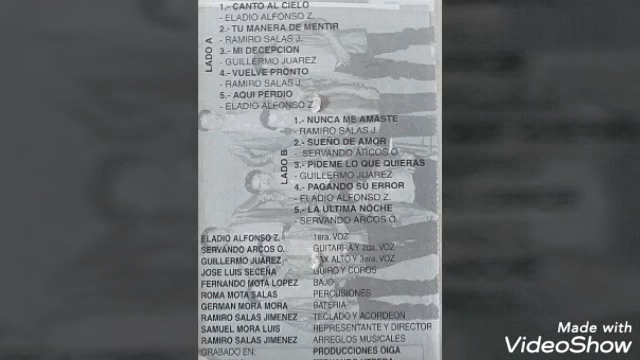 LADO A
1.- CANTO AL CIELO
- ELADIO ALFONSO Z.
2.- TU MANERA DE MENTIR
- RAMIRO SALAS J.
3.- MI DECEPCION
- GUILLERMO JUAREZ
4.- VUELVE PRONTO
- RAMIRO SALAS J.
5.- AQUI PERDIO
- ELADIO ALFONSO Z.
LADO B
1.- NUNCA ME AMASTE
- RAMIRO SALAS J.
2.- SUEÑO DE AMOR
- SERVANDO ARCOS O.
3.- PIDEME LO QUE QUIERAS
- GUILLERMO JUAREZ
4.- PAGANDO SU ERROR
- ELADIO ALFONSO Z.
5.- LA ULTIMA NOCHE
- SERVANDO ARCOS O.
ELADIO ALFONSO Z. 1era. VOZ
SERVANDO ARCOS O. GUITARRA Y 2da. VOZ
GUILLERMO JUAREZ SAX ALTO Y 3era. VOZ
JOSE LUIS SECEÑA GUIRO Y COROS
FERNANDO MOTA LOPEZ BAJO
ROMA MOTA SALAS PERCUSIONES
GERMAN MORA MORA BATERIA
RAMIRO SALAS JIMENEZ TECLADO Y ACORDEON
SAMUEL MORA LUIS REPRESENTANTE Y DIRECTOR
RAMIRO SALAS JIMENEZ ARREGLOS MUSICALES
GRABADO EN: PRODUCCIONES OIGA
Made with
VideoShow